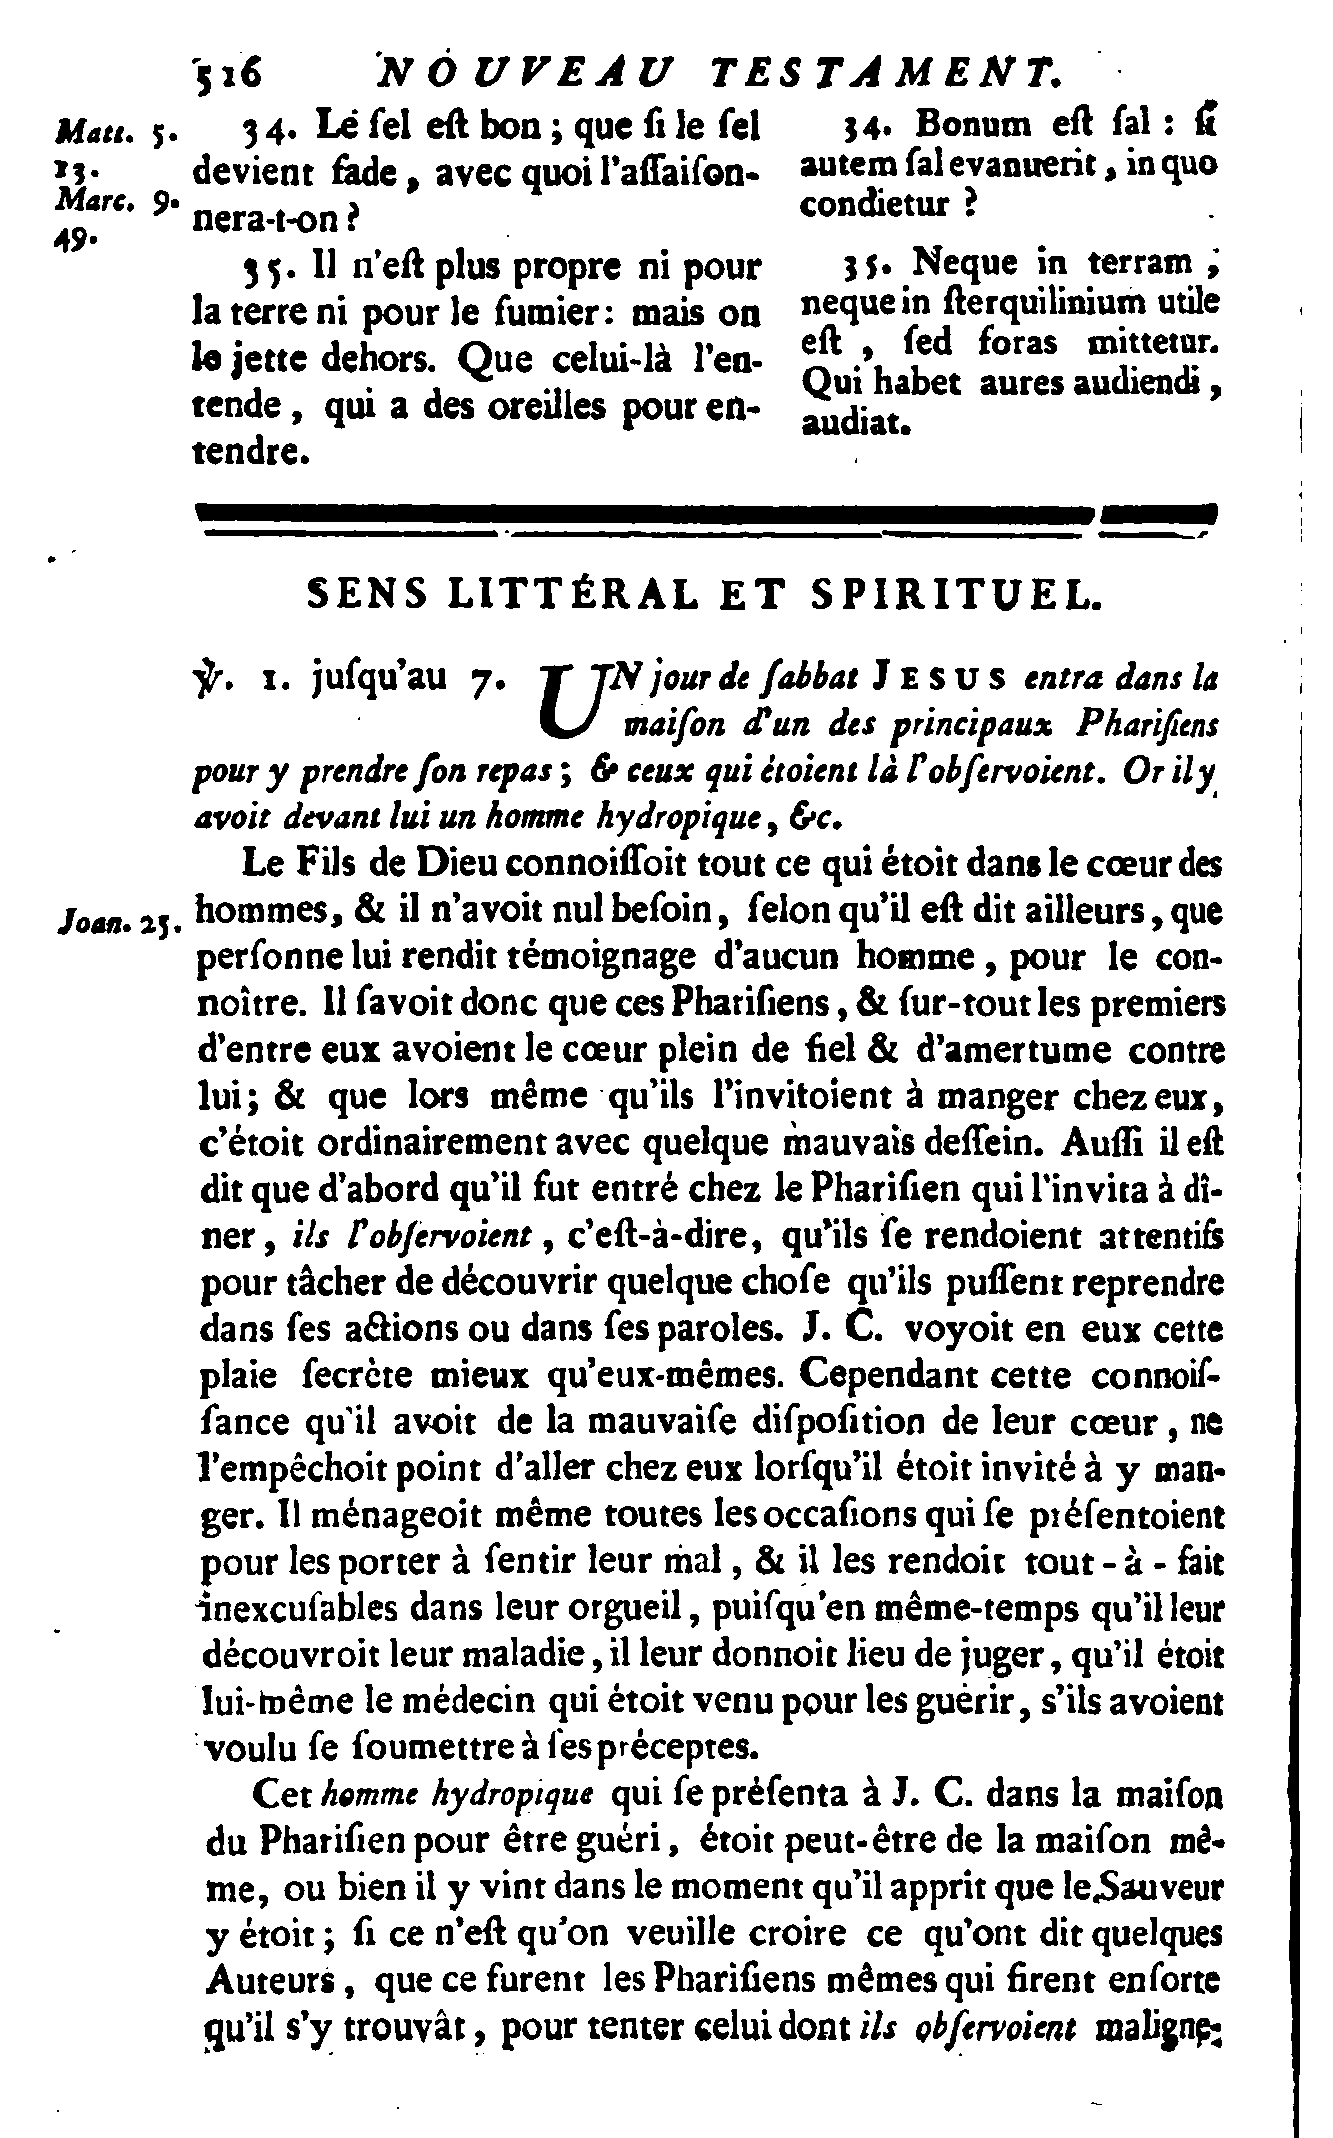 516 NOUVEAU TESTAMENT.
Matt. 5.
13.
Marc. 9.
49.
34. Le ſel eſt bon ; que ſi le ſel
devient fade, avec quoi l'aſſaiſon-
nera-t-on ?
35. Il n'eſt plus propre ni pour
la terre ni pour le fumier : mais on
le jette dehors. Que celui-là l'en-
tende, qui a des oreilles pour en-
tendre.
34. Bonum eſt ſal : ſi
autem ſal evanuerit, in quo
condietur ?
35. Neque in terram ;
neque in ſterquilinium utile
eſt , ſed foras mittetur.
Qui habet aures audiendi,
audiat.
SENS LITTÉRAL ET SPIRITUEL.
℣. 1. juſqu'au 7. UN jour de ſabbat JESUS entra dans la
maiſon d'un des principaux Phariſiens
pour y prendre ſon repas ; & ceux qui étoient là l'obſervoient. Or il y
avoit devant lui un homme hydropique, &c.
Le Fils de Dieu connoiſſoit tout ce qui étoit dans le cœur des
Joan. 25. hommes, & il n'avoit nul beſoin, ſelon qu'il eſt dit ailleurs, que
perſonne lui rendit témoignage d'aucun homme, pour le con-
noître. Il ſavoit donc que ces Phariſiens, & ſur-tout les premiers
d'entre eux avoient le cœur plein de fiel & d'amertume contre
lui; & que lors même qu'ils l'invitoient à manger chez eux,
c'étoit ordinairement avec quelque mauvais deſſein. Auſſi il eſt
dit que d'abord qu'il fut entré chez le Phariſien qui l'invita à dî-
ner, ils l'obſervoient, c'eſt-à-dire, qu'ils ſe rendoient attentifs
pour tâcher de découvrir quelque choſe qu'ils puſſent reprendre
dans ſes actions ou dans ſes paroles. J. C. voyoit en eux cette
plaie ſecrète mieux qu'eux-mêmes. Cependant cette connoiſ-
ſance qu'il avoit de la mauvaiſe diſpoſition de leur cœur, ne
l'empêchoit point d'aller chez eux lorſqu'il étoit invité à y man-
ger. Il ménageoit même toutes les occaſions qui ſe préſentoient
pour les porter à ſentir leur mal, & il les rendoit tout - à - fait
inexcuſables dans leur orgueil, puiſqu'en même-temps qu'il leur
découvroit leur maladie, il leur donnoit lieu de juger, qu'il étoit
lui-même le médecin qui étoit venu pour les guérir, s'ils avoient
voulu ſe ſoumettre à ſes préceptes.
Cet homme hydropique qui ſe préſenta à J. C. dans la maiſon
du Phariſien pour être guéri, étoit peut-être de la maiſon mê-
me, ou bien il y vint dans le moment qu'il apprit que le Sauveur
y étoit; ſi ce n'eſt qu'on veuille croire ce qu'ont dit quelques
Auteurs, que ce furent les Phariſiens mêmes qui firent enſorte
qu'il s'y trouvât, pour tenter celui dont ils obſervoient maligne-